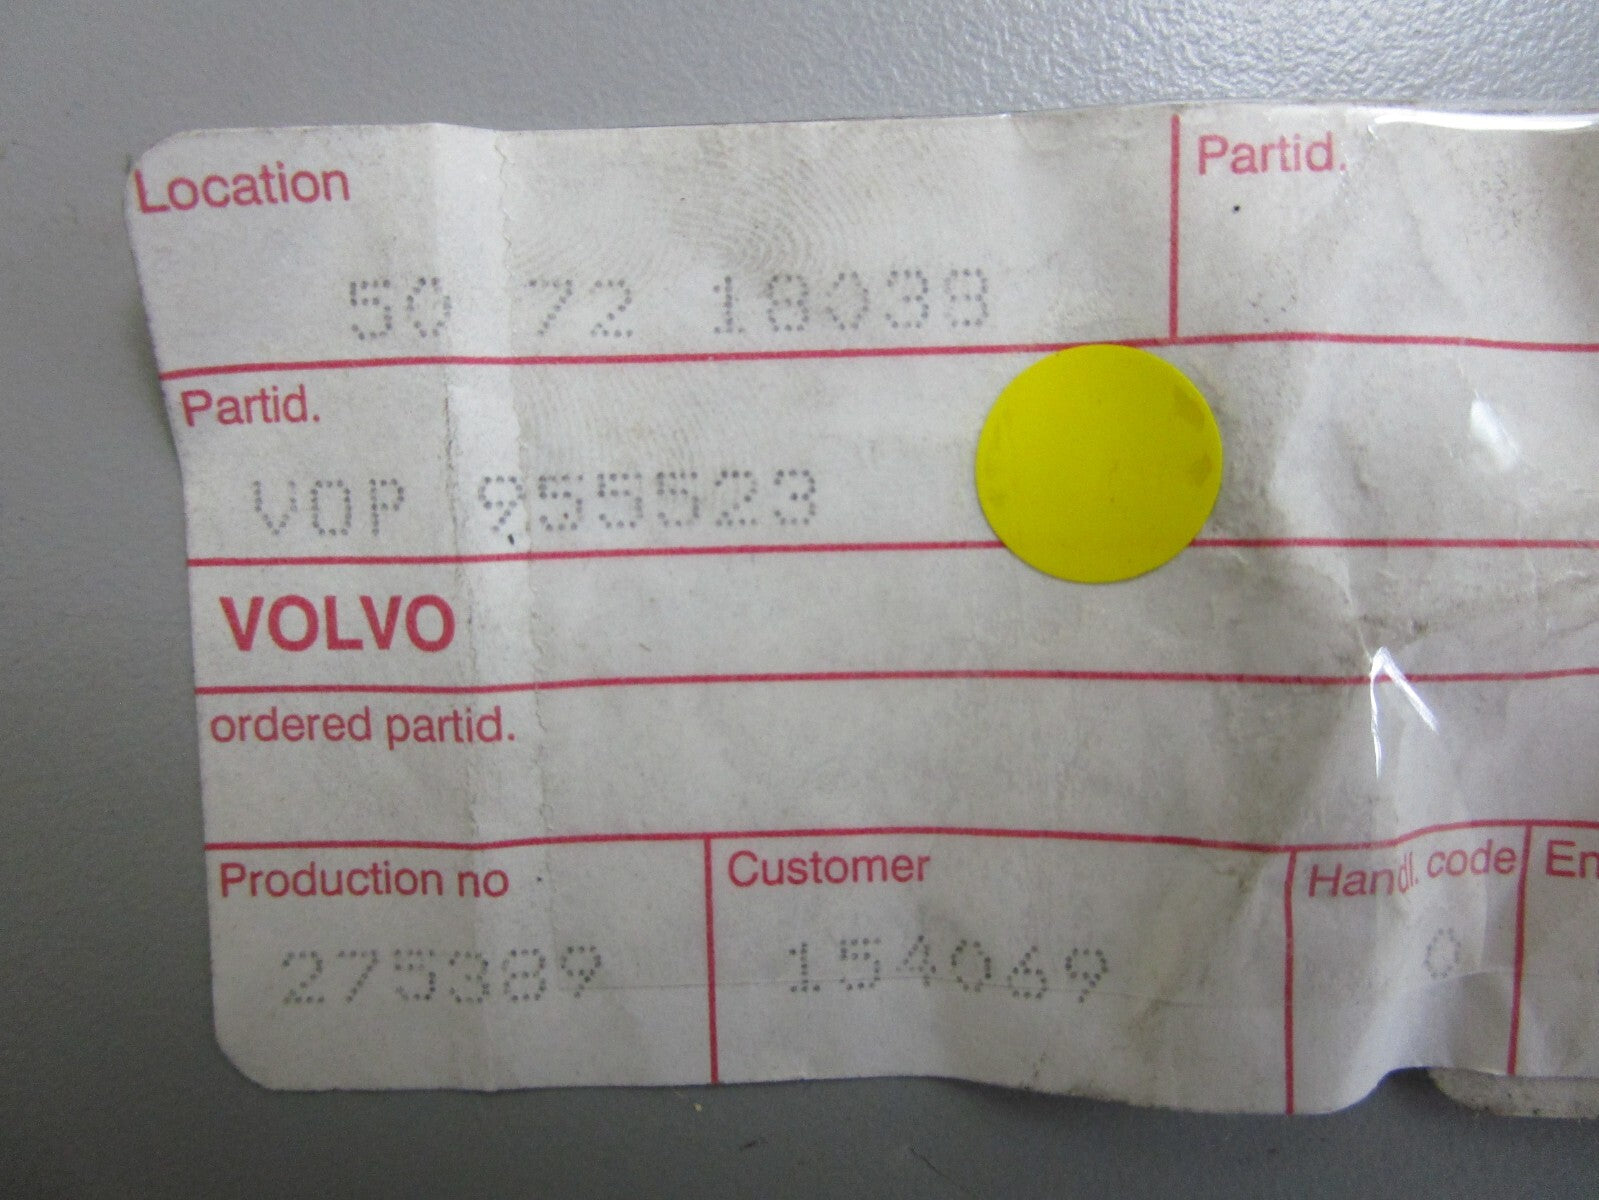 Location
Partid.
50 72 18038
Partid.
VOP 955523
VOLVO
ordered partid.
Production no
Customer
Handl. code
En
275389
154069
0